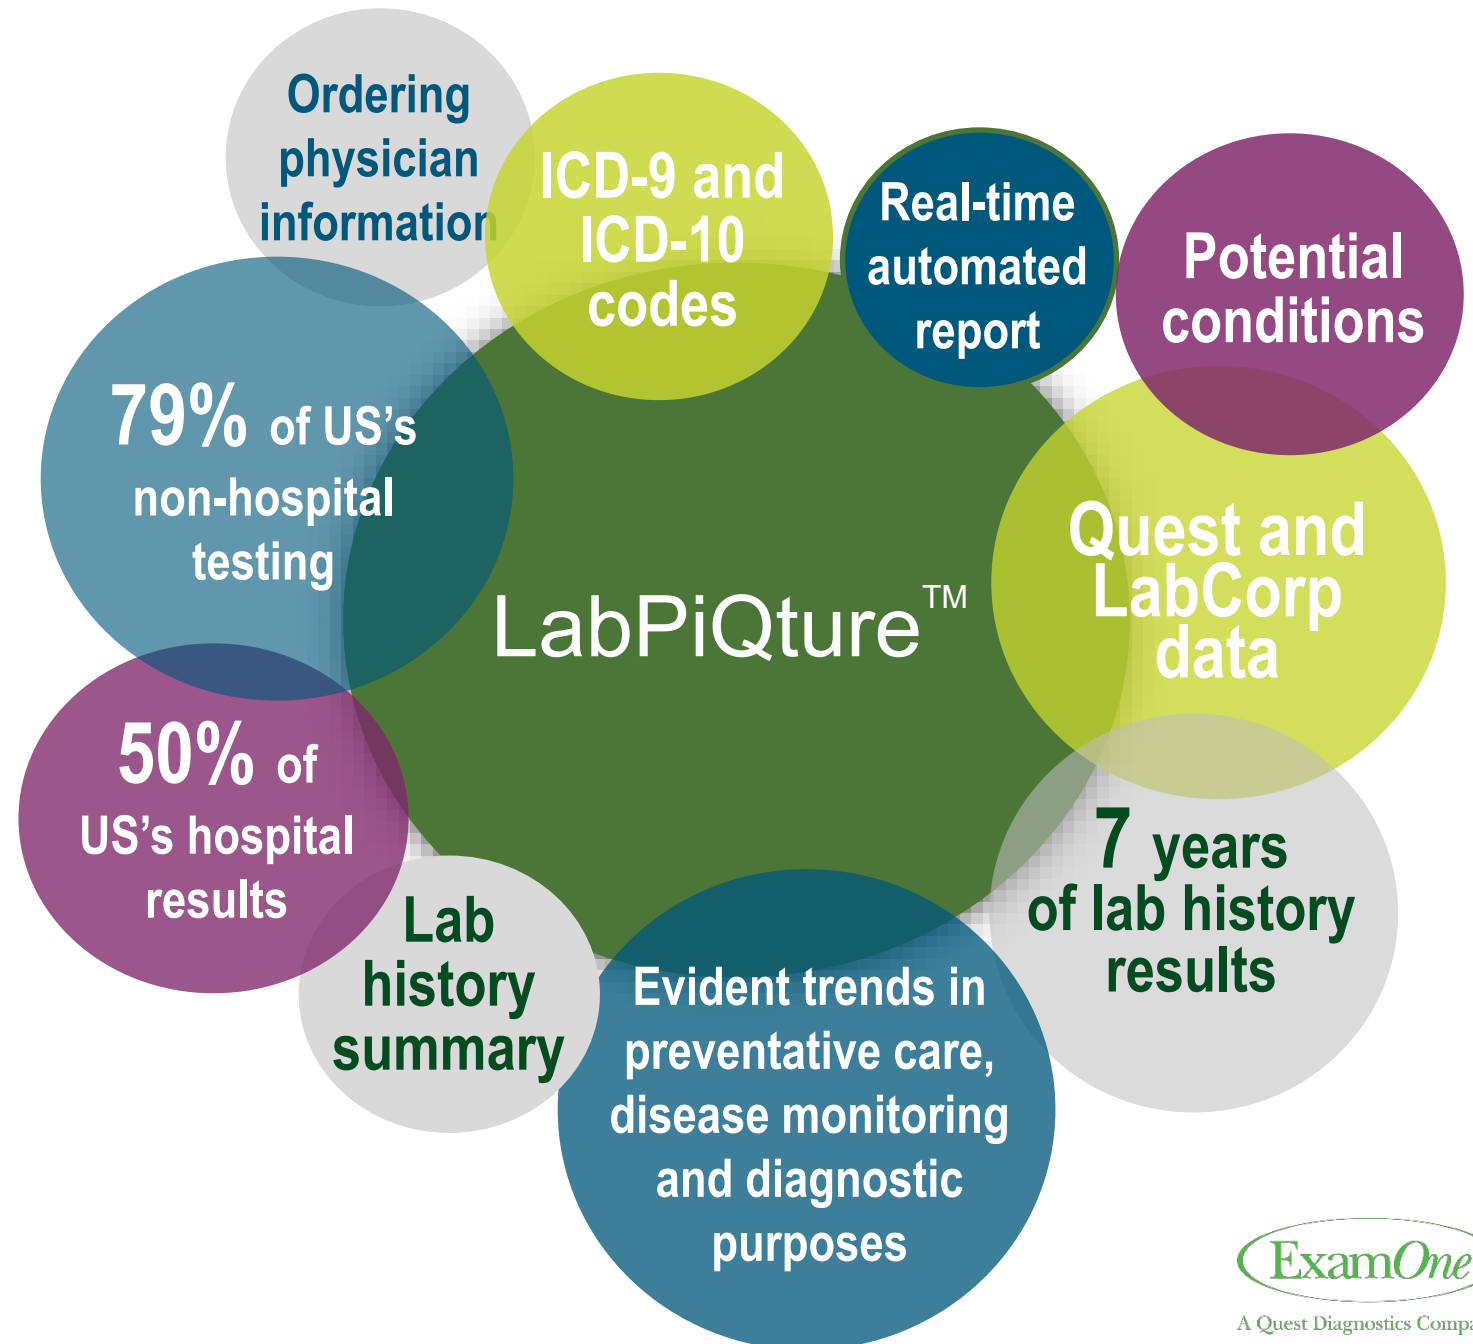 Ordering
physician
information
ICD-9 and
ICD-10
codes
Real-time
automated
report
Potential
conditions
79% of US’s
non-hospital
testing
LabPiQture™
Quest and
LabCorp
data
50% of
US’s hospital
results
7 years
of lab history
results
Lab
history
summary
Evident trends in
preventative care,
disease monitoring
and diagnostic
purposes
ExamOne
A Quest Diagnostics